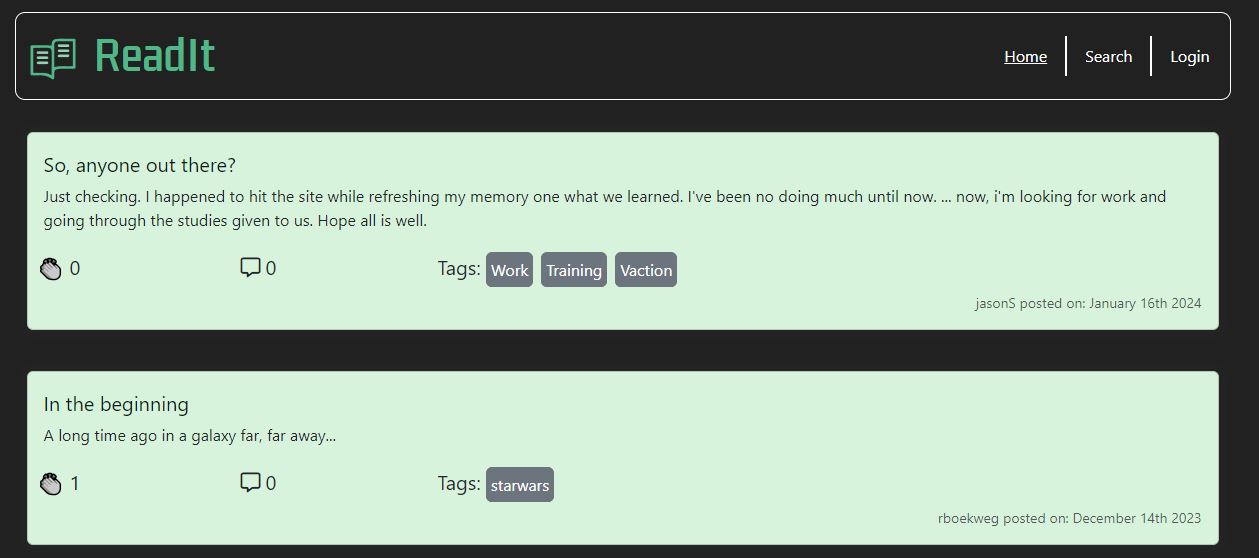 ReadIt
Home Search Login
So, anyone out there?
Just checking. I happened to hit the site while refreshing my memory one what we learned. I've been no doing much until now. ... now, i'm looking for work and
going through the studies given to us. Hope all is well.
0 0 Tags: Work Training Vaction
jasonS posted on: January 16th 2024
In the beginning
A long time ago in a galaxy far, far away...
1 0 Tags: starwars
rboekweg posted on: December 14th 2023